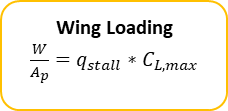 Wing Loading
W/A_p = q_stall * C_L,max